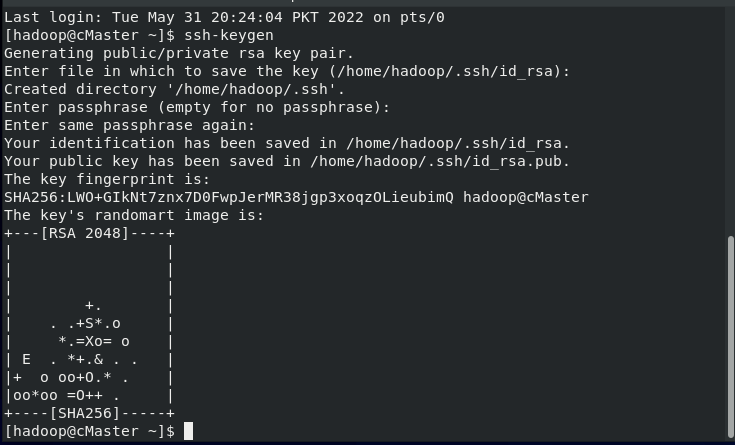 Last login: Tue May 31 20:24:04 PKT 2022 on pts/0
[hadoop@cMaster ~]$ ssh-keygen
Generating public/private rsa key pair.
Enter file in which to save the key (/home/hadoop/.ssh/id_rsa):
Created directory '/home/hadoop/.ssh'.
Enter passphrase (empty for no passphrase):
Enter same passphrase again:
Your identification has been saved in /home/hadoop/.ssh/id_rsa.
Your public key has been saved in /home/hadoop/.ssh/id_rsa.pub.
The key fingerprint is:
SHA256:LWO+GIkNt7znx7D0FwpJerMR38jgp3xoqzOLieubimQ hadoop@cMaster
The key's randomart image is:
+---[RSA 2048]----+
|                 |
|                 |
|                 |
|        +.       |
|    . .+S*.o     |
|     *.=Xo= o    |
| E  . *+.& . .   |
|+  o oo+O.* .    |
|oo*oo =O++ .     |
+----[SHA256]-----+
[hadoop@cMaster ~]$